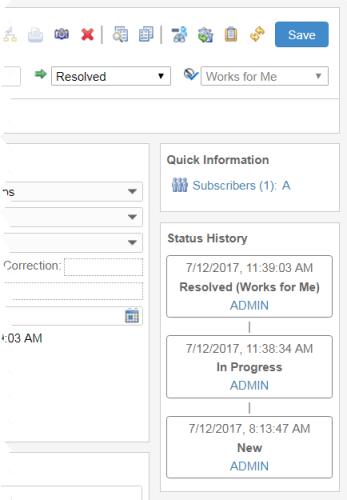 Save
Resolved
Works for Me
Quick Information
Subscribers (1): A
ns
Correction:
:03 AM
Status History
7/12/2017, 11:39:03 AM
Resolved (Works for Me)
ADMIN
7/12/2017, 11:38:34 AM
In Progress
ADMIN
7/12/2017, 8:13:47 AM
New
ADMIN